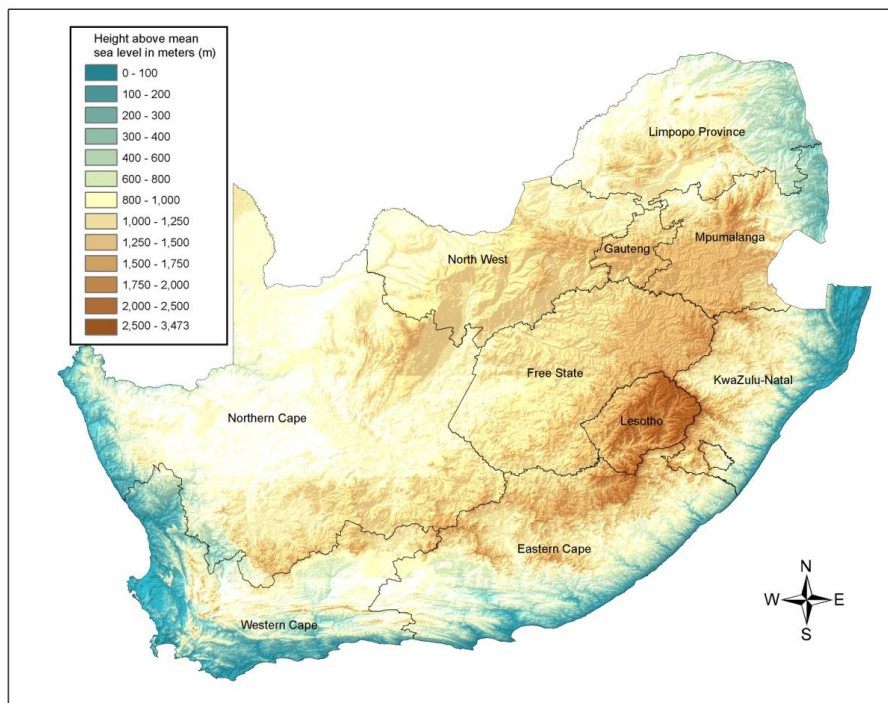 Height above mean
sea level in meters (m)
0 - 100
100 - 200
200 - 300
300 - 400
400 - 600
600 - 800
800 - 1,000
1,000 - 1,250
1,250 - 1,500
1,500 - 1,750
1,750 - 2,000
2,000 - 2,500
2,500 - 3,473
Limpopo Province
Mpumalanga
Gauteng
North West
Free State
KwaZulu-Natal
Lesotho
Northern Cape
Eastern Cape
Western Cape
N
W E
S